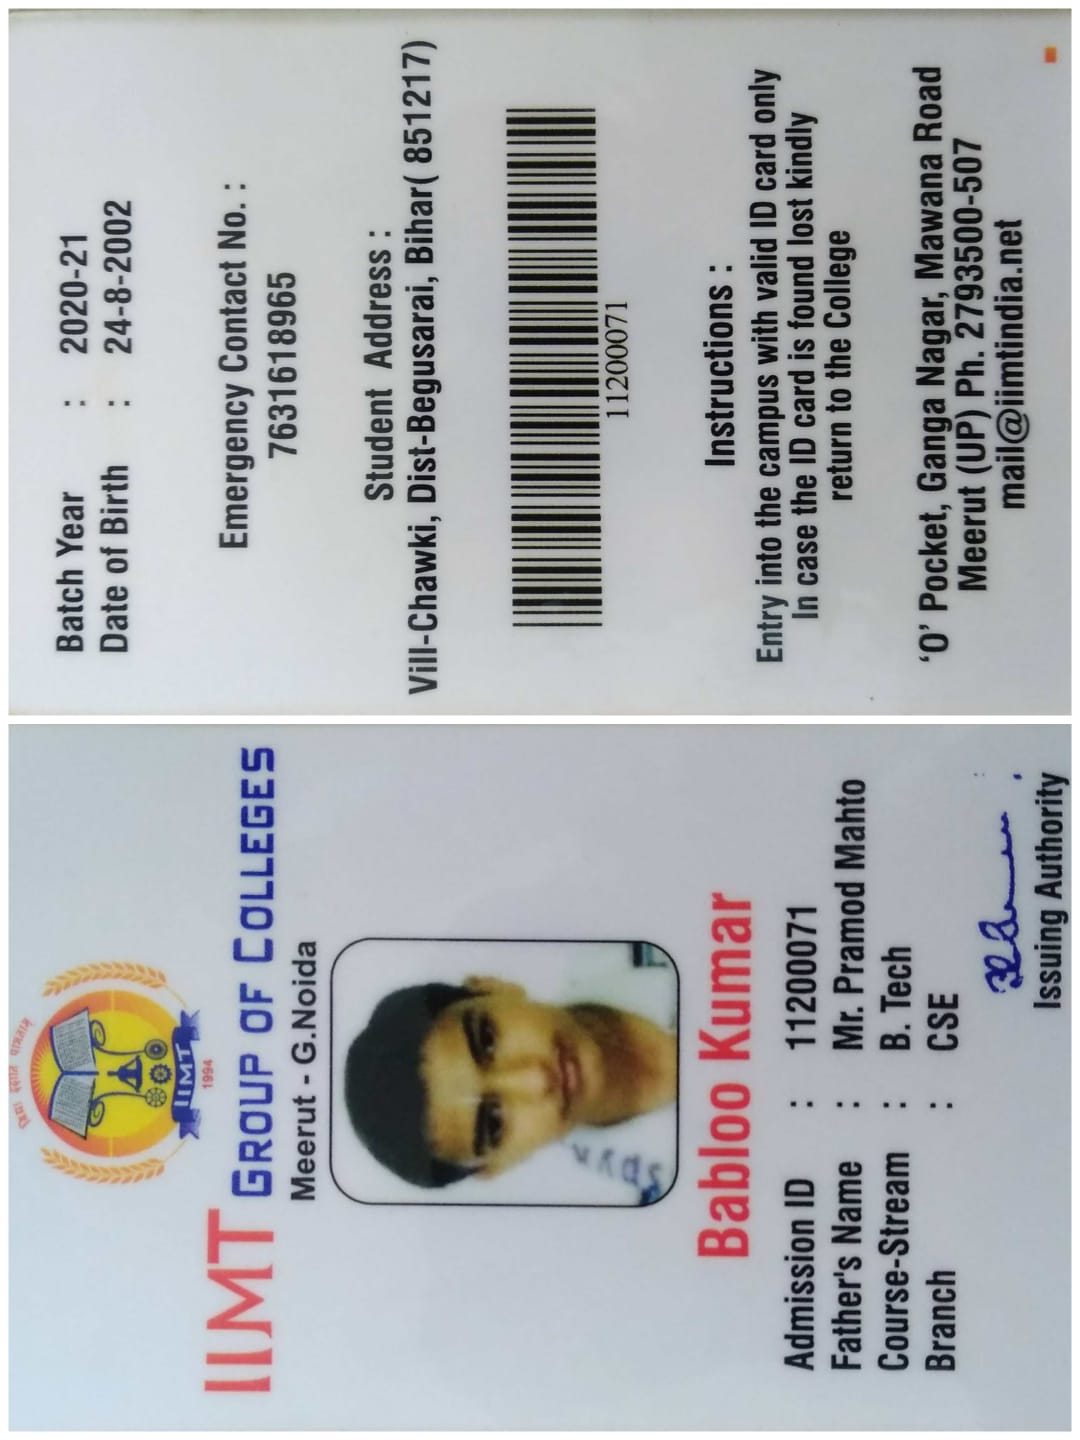 Batch Year : 2020-21
Date of Birth : 24-8-2002
Emergency Contact No. :
7631618965
Student Address :
Vill-Chawki, Dist-Begusarai, Bihar( 851217)
11200071
Instructions :
Entry into the campus with valid ID card only
In case the ID card is found lost kindly
return to the College
'O' Pocket, Ganga Nagar, Mawana Road
Meerut (UP) Ph. 2793500-507
mail@iimtindia.net
IIMT
1994
IIMT GROUP OF COLLEGES
Meerut - G.Noida
Babloo Kumar
Admission ID : 11200071
Father's Name : Mr. Pramod Mahto
Course-Stream : B. Tech
Branch : CSE
Issuing Authority